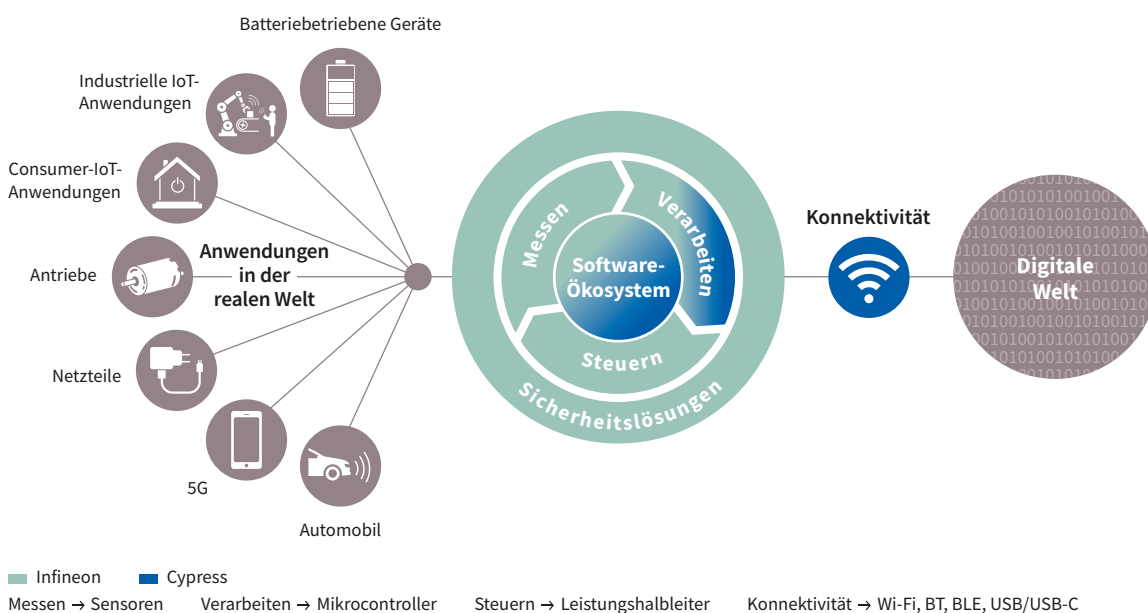 Batteriebetriebene Geräte
Industrielle IoT-
Anwendungen
Consumer-IoT-
Anwendungen
Antriebe
Anwendungen
in der
realen Welt
Netzteile
5G
Automobil
Messen
Verarbeiten
Software-
Ökosystem
Steuern
Sicherheitslösungen
Konnektivität
Digitale
Welt
Infineon
Cypress
Messen → Sensoren
Verarbeiten → Mikrocontroller
Steuern → Leistungshalbleiter
Konnektivität → Wi-Fi, BT, BLE, USB/USB-C